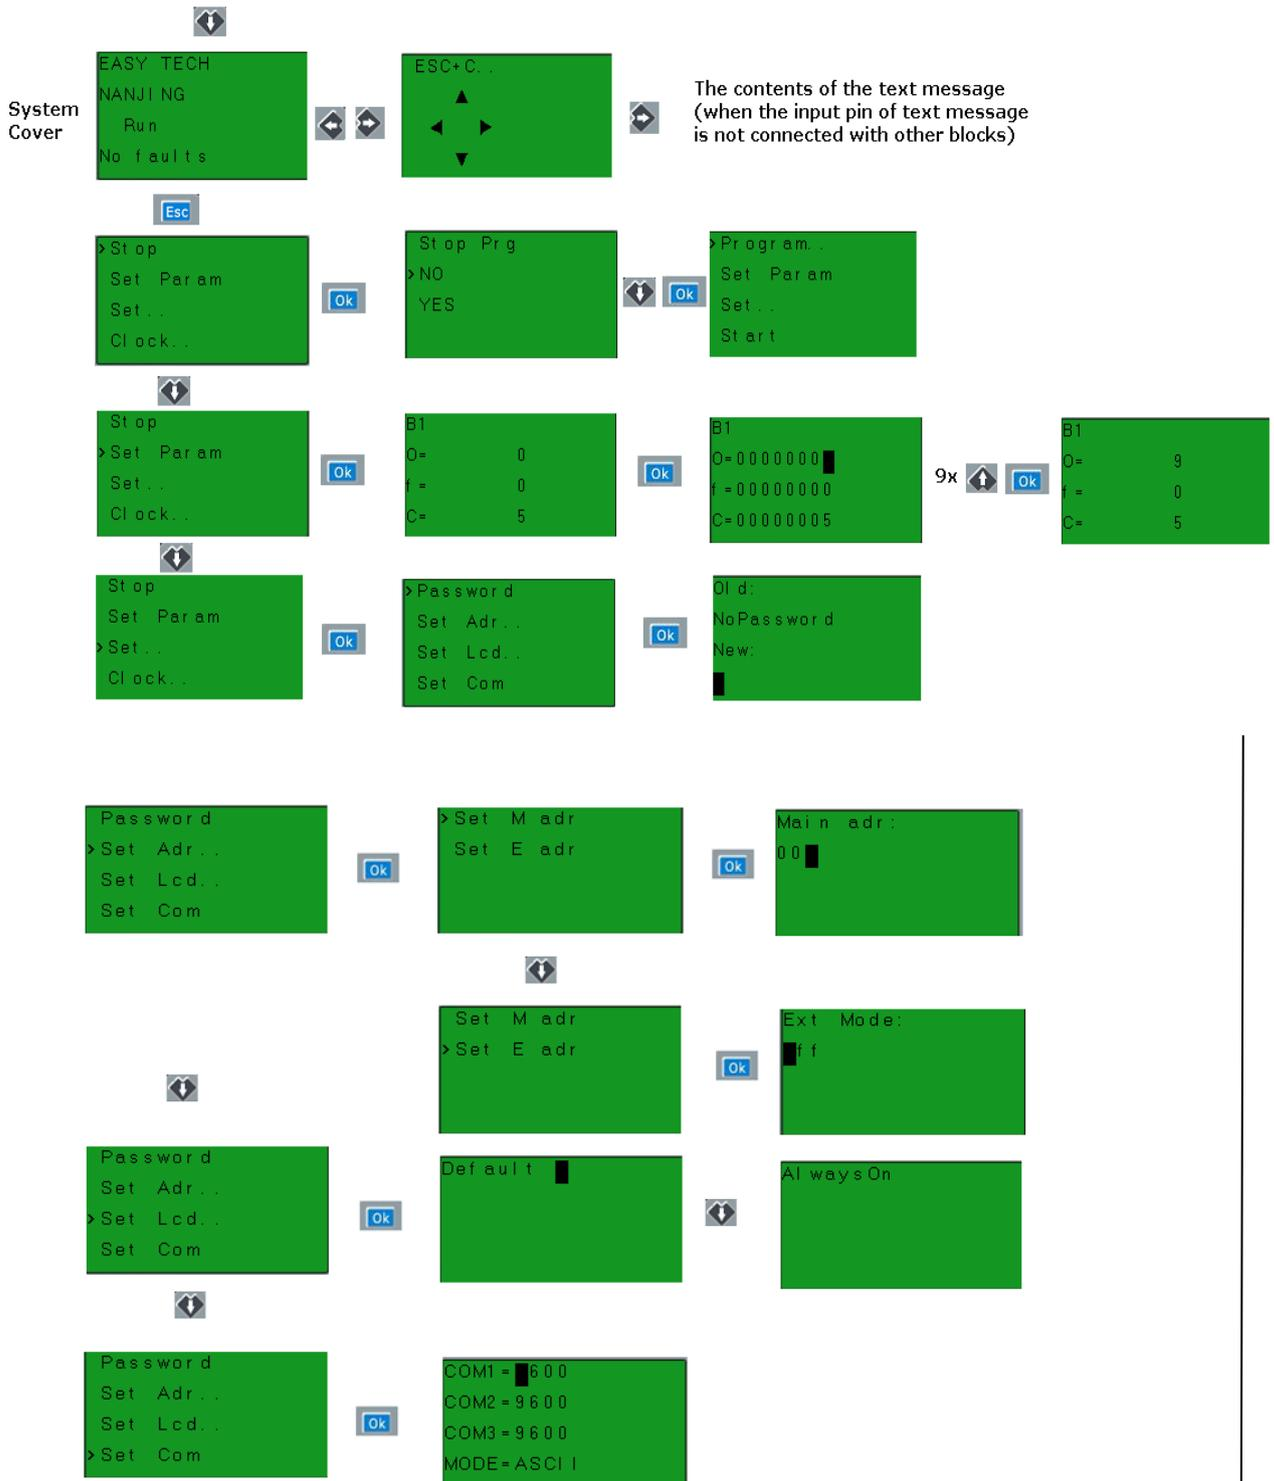 EASY TECH
NANJING
Run
No faults
System
Cover
ESC+C..
The contents of the text message
(when the input pin of text message
is not connected with other blocks)
Esc
>Stop
Set Param
Set..
Clock..
Ok
Stop Prg
>NO
YES
Ok
>Program..
Set Param
Set..
Start
Stop
>Set Param
Set..
Clock..
Ok
B1
O= 0
f = 0
C= 5
Ok
B1
O=0000000
f =00000000
C=00000005
9x
Ok
B1
O= 9
f = 0
C= 5
Stop
Set Param
>Set..
Clock..
Ok
>Password
Set Adr..
Set Lcd..
Set Com
Ok
Old:
NoPassword
New:
Password
>Set Adr..
Set Lcd..
Set Com
Ok
>Set M adr
Set E adr
Ok
Main adr:
00
Set M adr
>Set E adr
Ok
Ext Mode:
ff
Password
Set Adr..
>Set Lcd..
Set Com
Ok
Default
AlwaysOn
Password
Set Adr..
Set Lcd..
>Set Com
Ok
COM1=600
COM2=9600
COM3=9600
MODE=ASCII